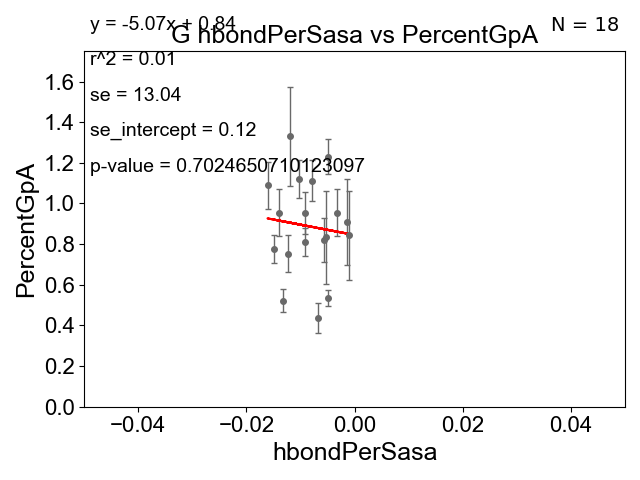 y = -5.07x + 0.84
N = 18
G hbondPerSasa vs PercentGpA
r^2 = 0.01
se = 13.04
se_intercept = 0.12
p-value = 0.7024650710123097
PercentGpA
1.6
1.4
1.2
1.0
0.8
0.6
0.4
0.2
0.0
−0.04 −0.02 0.00 0.02 0.04
hbondPerSasa